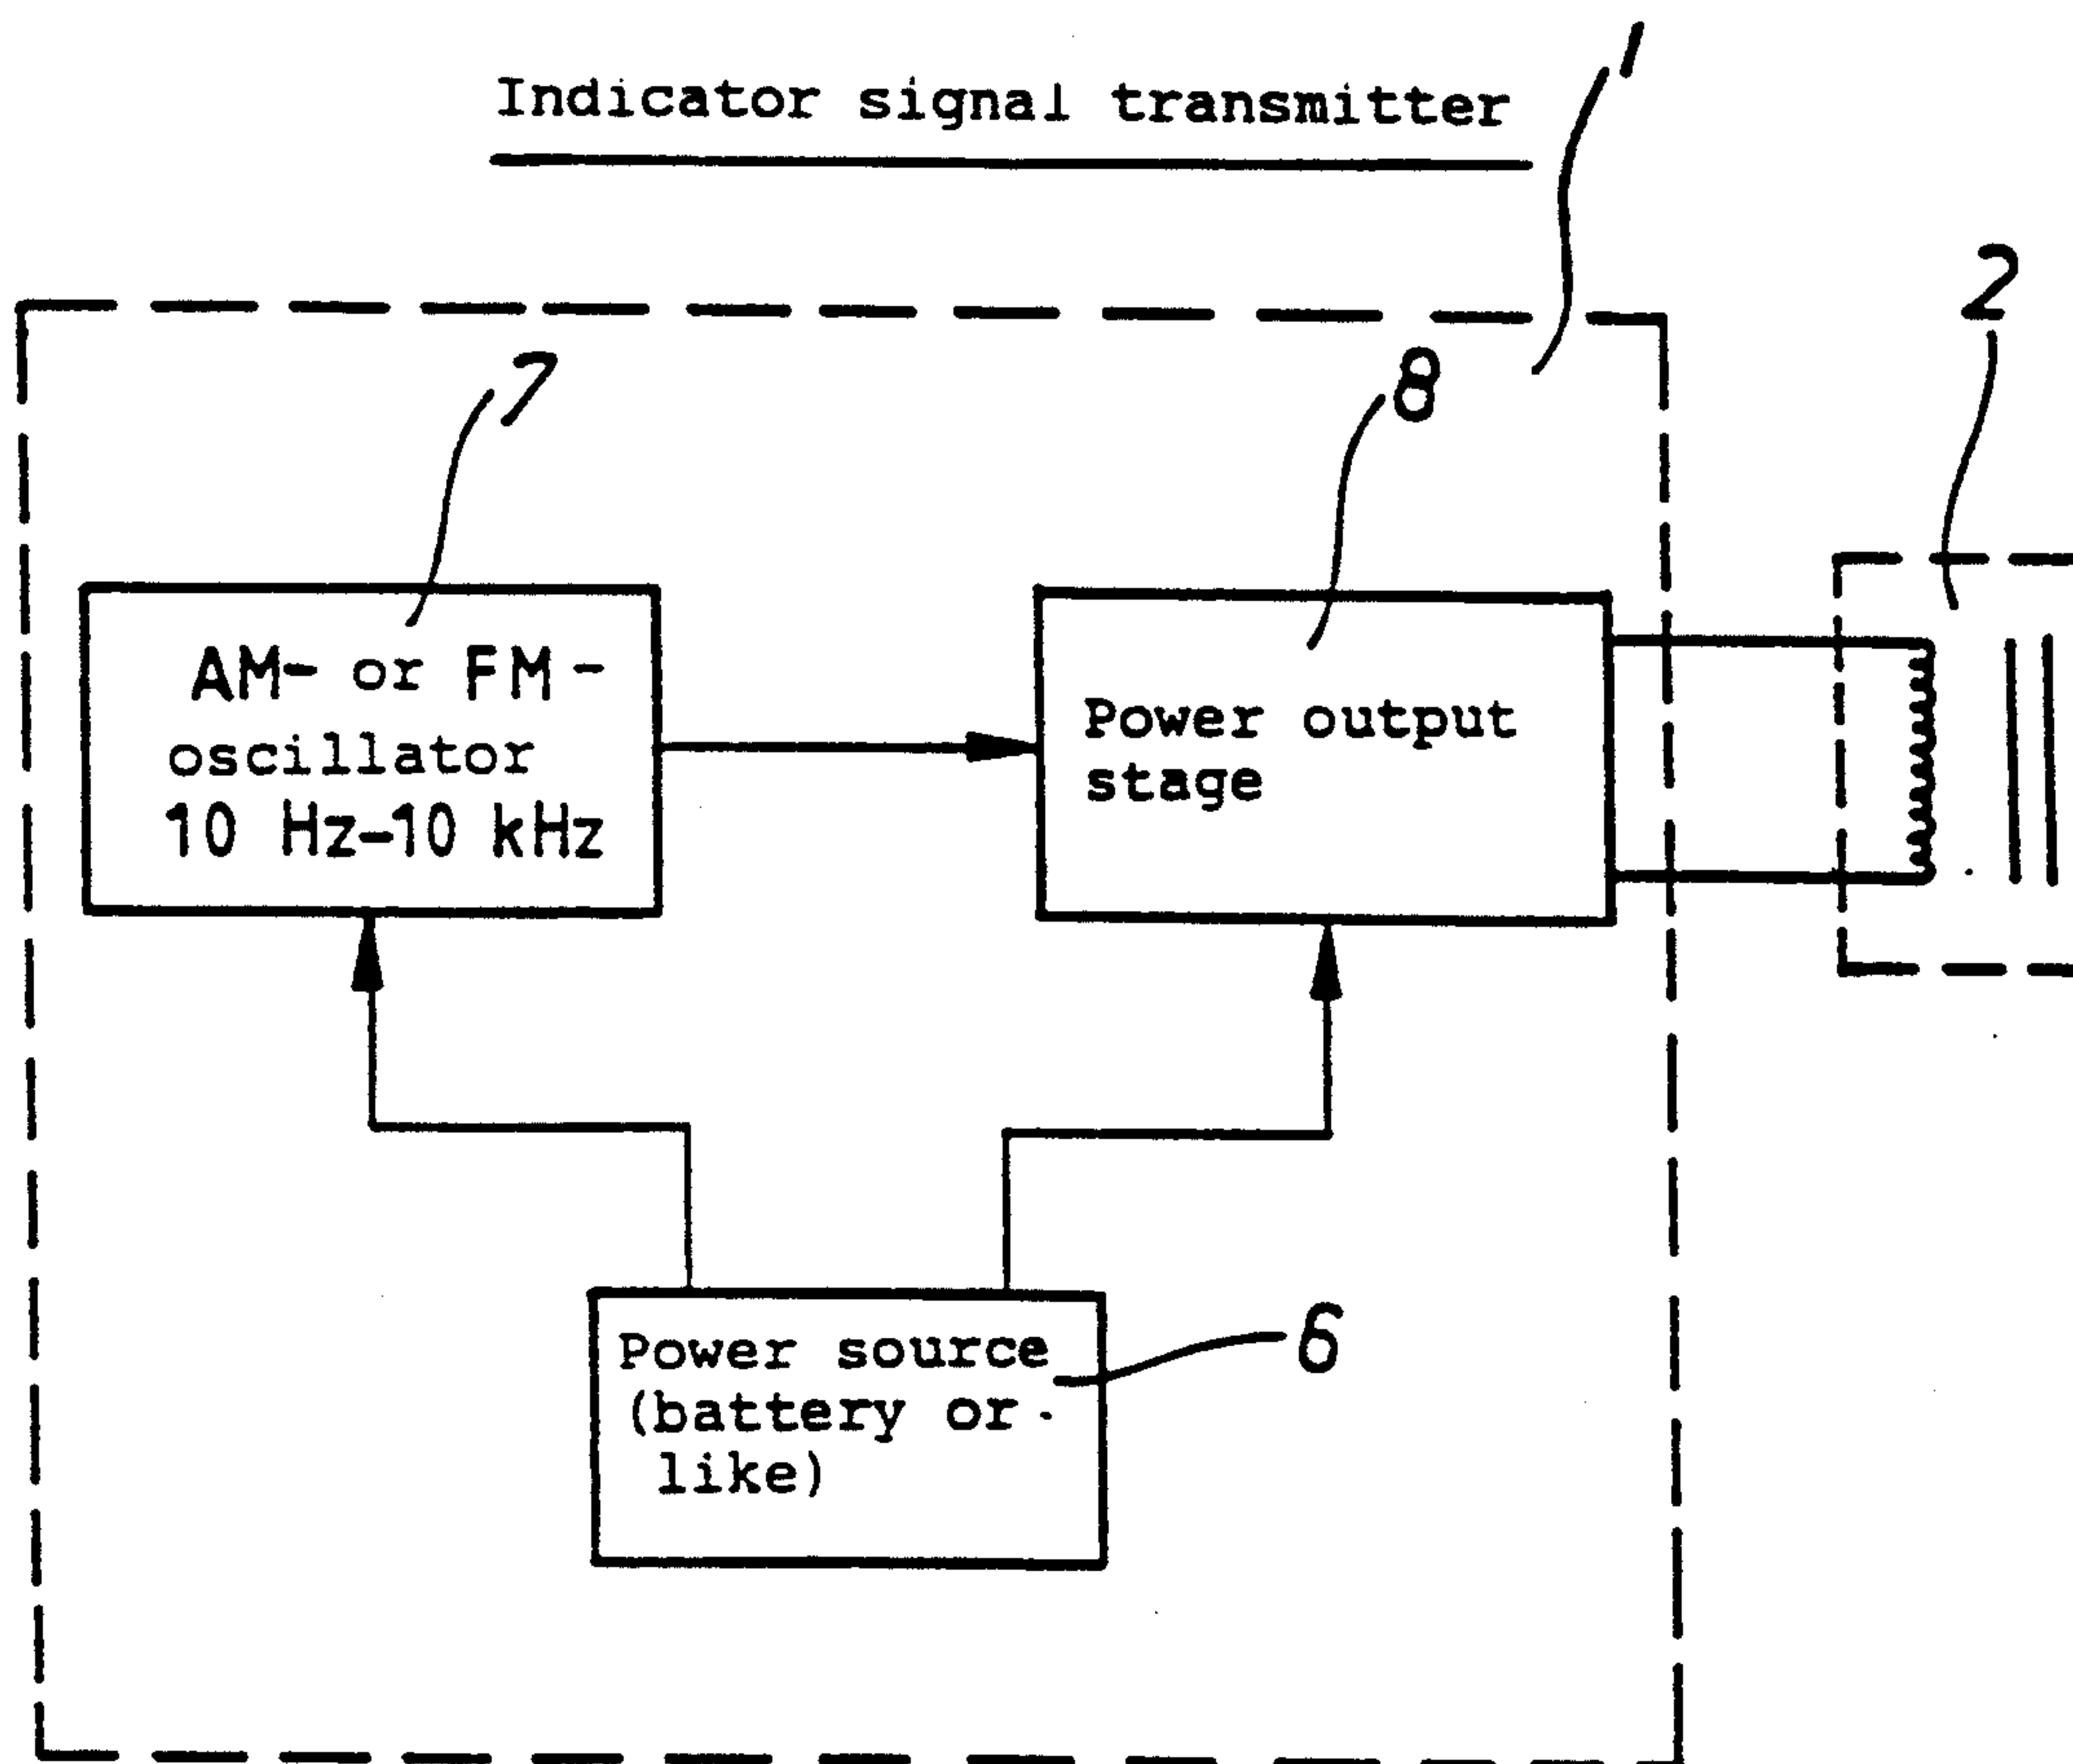 1
Indicator signal transmitter
2
7
8
AM- or FM-
oscillator
10 Hz-10 kHz
Power output
stage
Power source
(battery or
like)
6